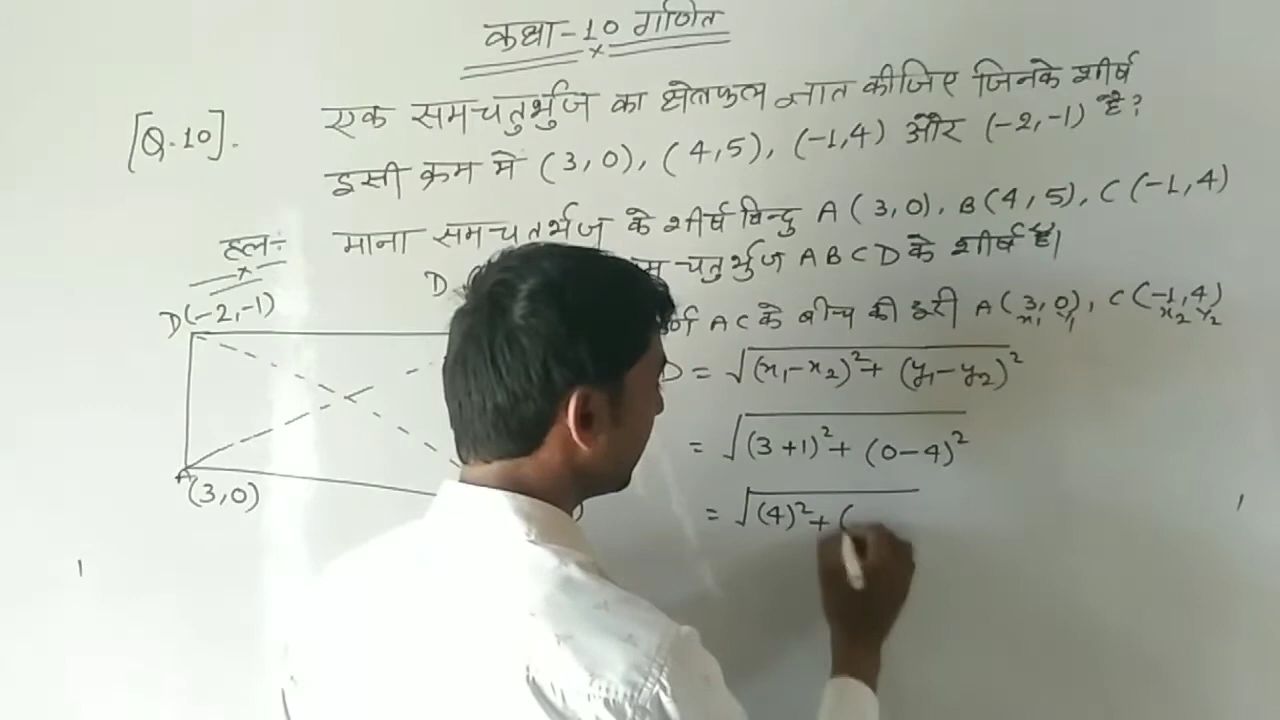 कक्षा-10 गणित
[Q.10]. एक समचतुर्भुज का क्षेत्रफल ज्ञात कीजिए जिनके शीर्ष
इसी क्रम में (3,0), (4,5), (-1,4) और (-2,-1) है?
हल:- माना समचतुर्भुज के शीर्ष बिन्दु A(3,0), B(4,5), C(-1,4)
D चतुर्भुज ABCD के शीर्ष हैं।
D(-2,-1)
AC के बीच की दूरी A(3,0), C(-1,4)
x₁ y₁ x₂ y₂
D = √(x₁-x₂)²+(y₁-y₂)²
= √(3+1)²+(0-4)²
A
(3,0)
= √(4)²+(